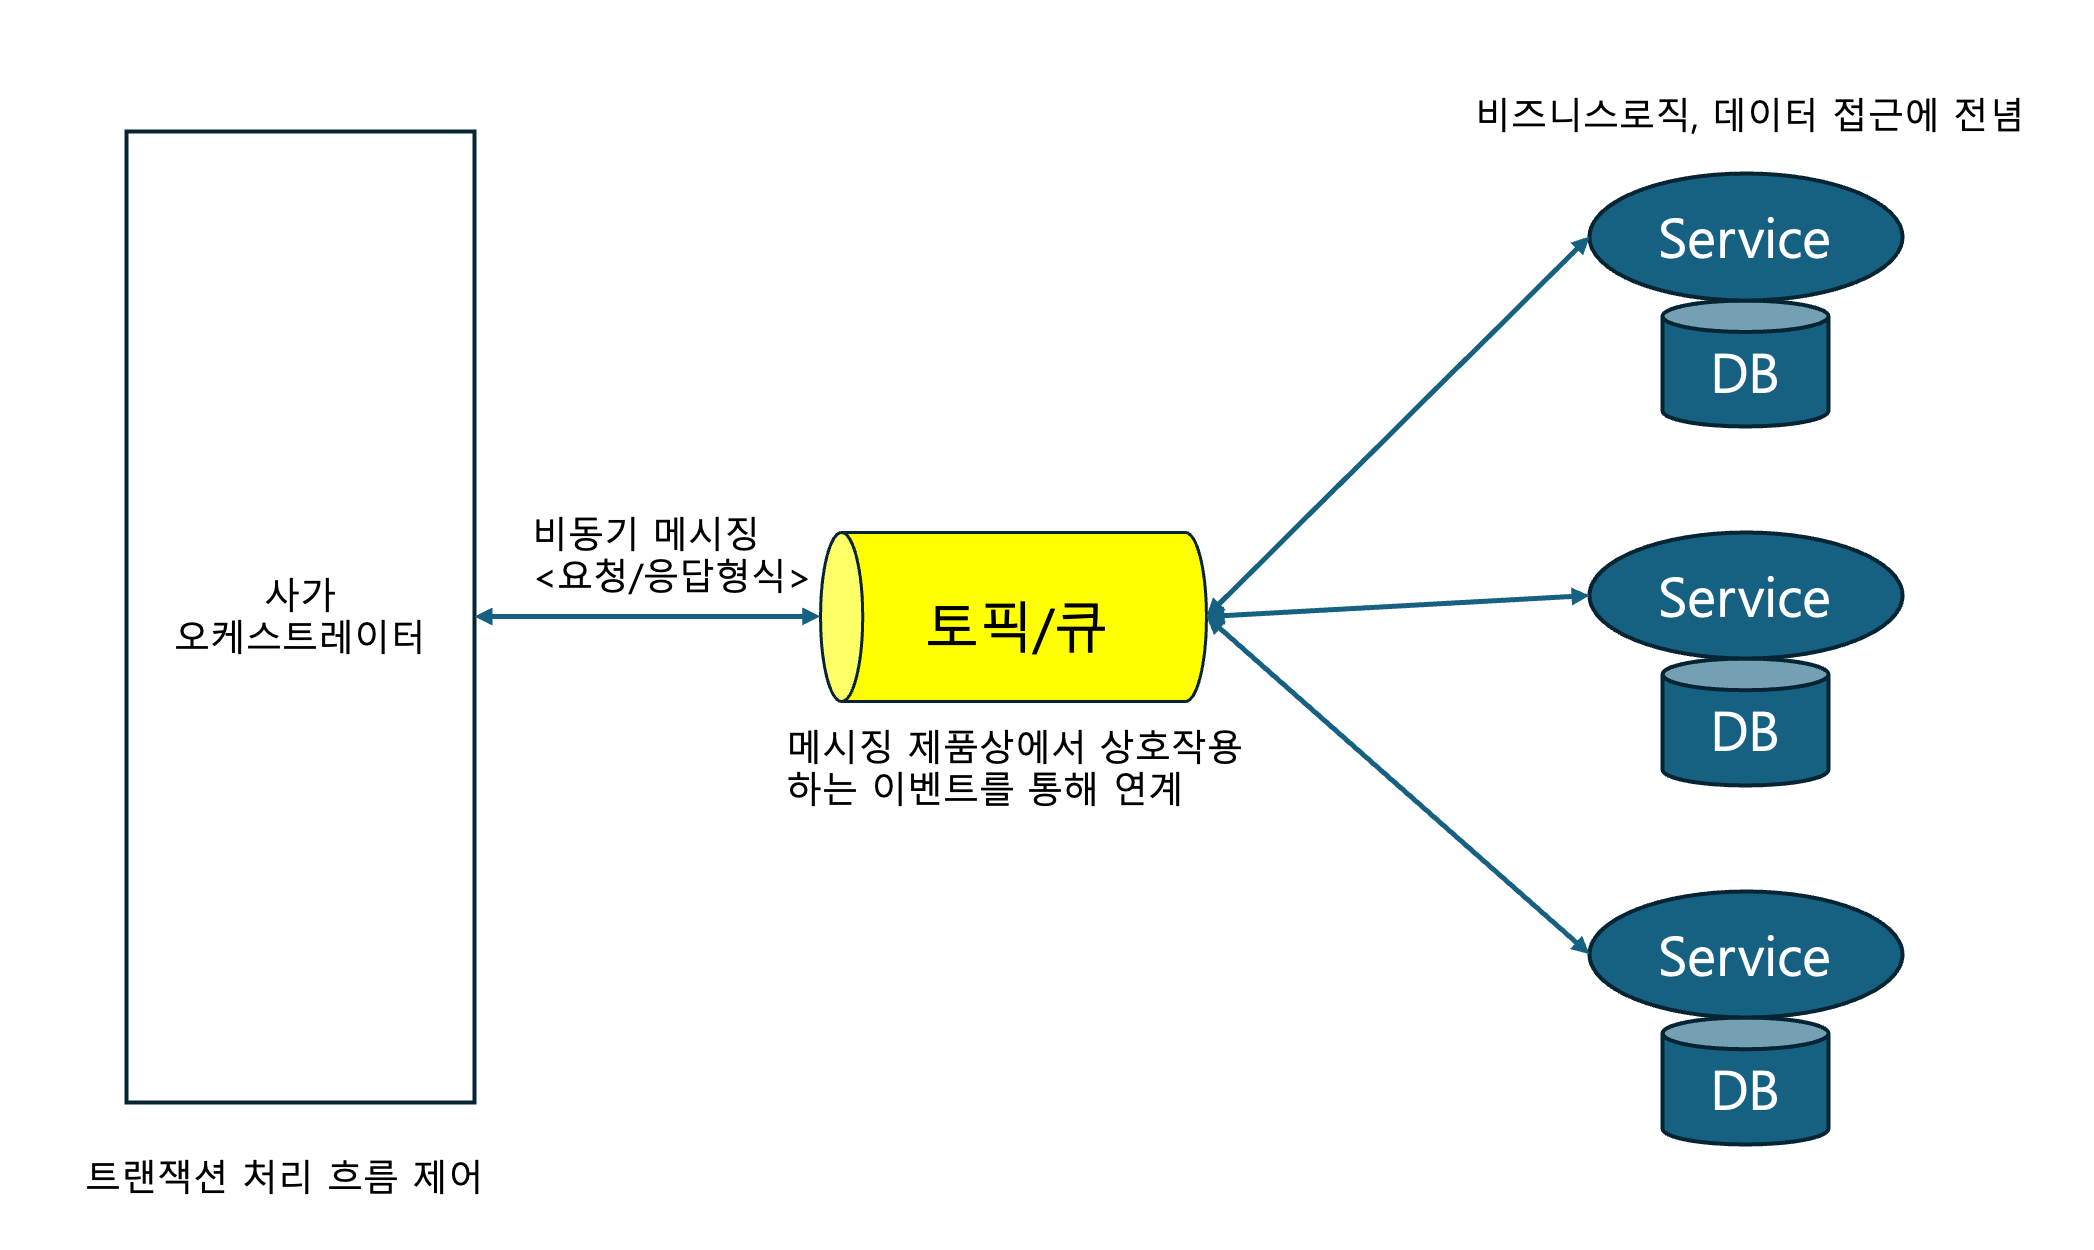 비즈니스로직, 데이터 접근에 전념
Service
DB
비동기 메시징
<요청/응답형식>
사가
오케스트레이터
토픽/큐
Service
DB
메시징 제품상에서 상호작용
하는 이벤트를 통해 연계
Service
DB
트랜잭션 처리 흐름 제어